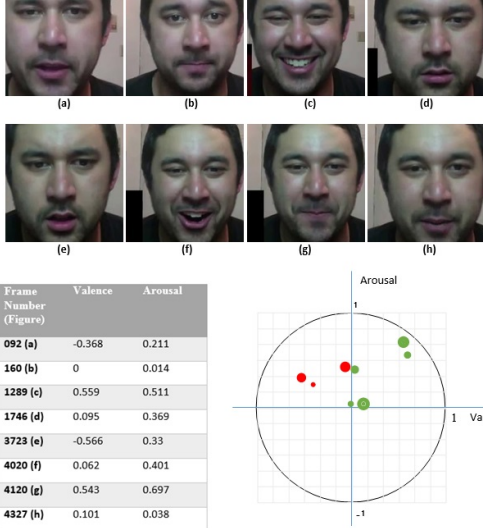 (a) (b) (c) (d)
(e) (f) (g) (h)
Frame Number (Figure) Valence Arousal
092 (a) -0.368 0.211
160 (b) 0 0.014
1289 (c) 0.559 0.511
1746 (d) 0.095 0.369
3723 (e) -0.566 0.33
4020 (f) 0.062 0.401
4120 (g) 0.543 0.697
4327 (h) 0.101 0.038
Arousal
1
1 Va
-1